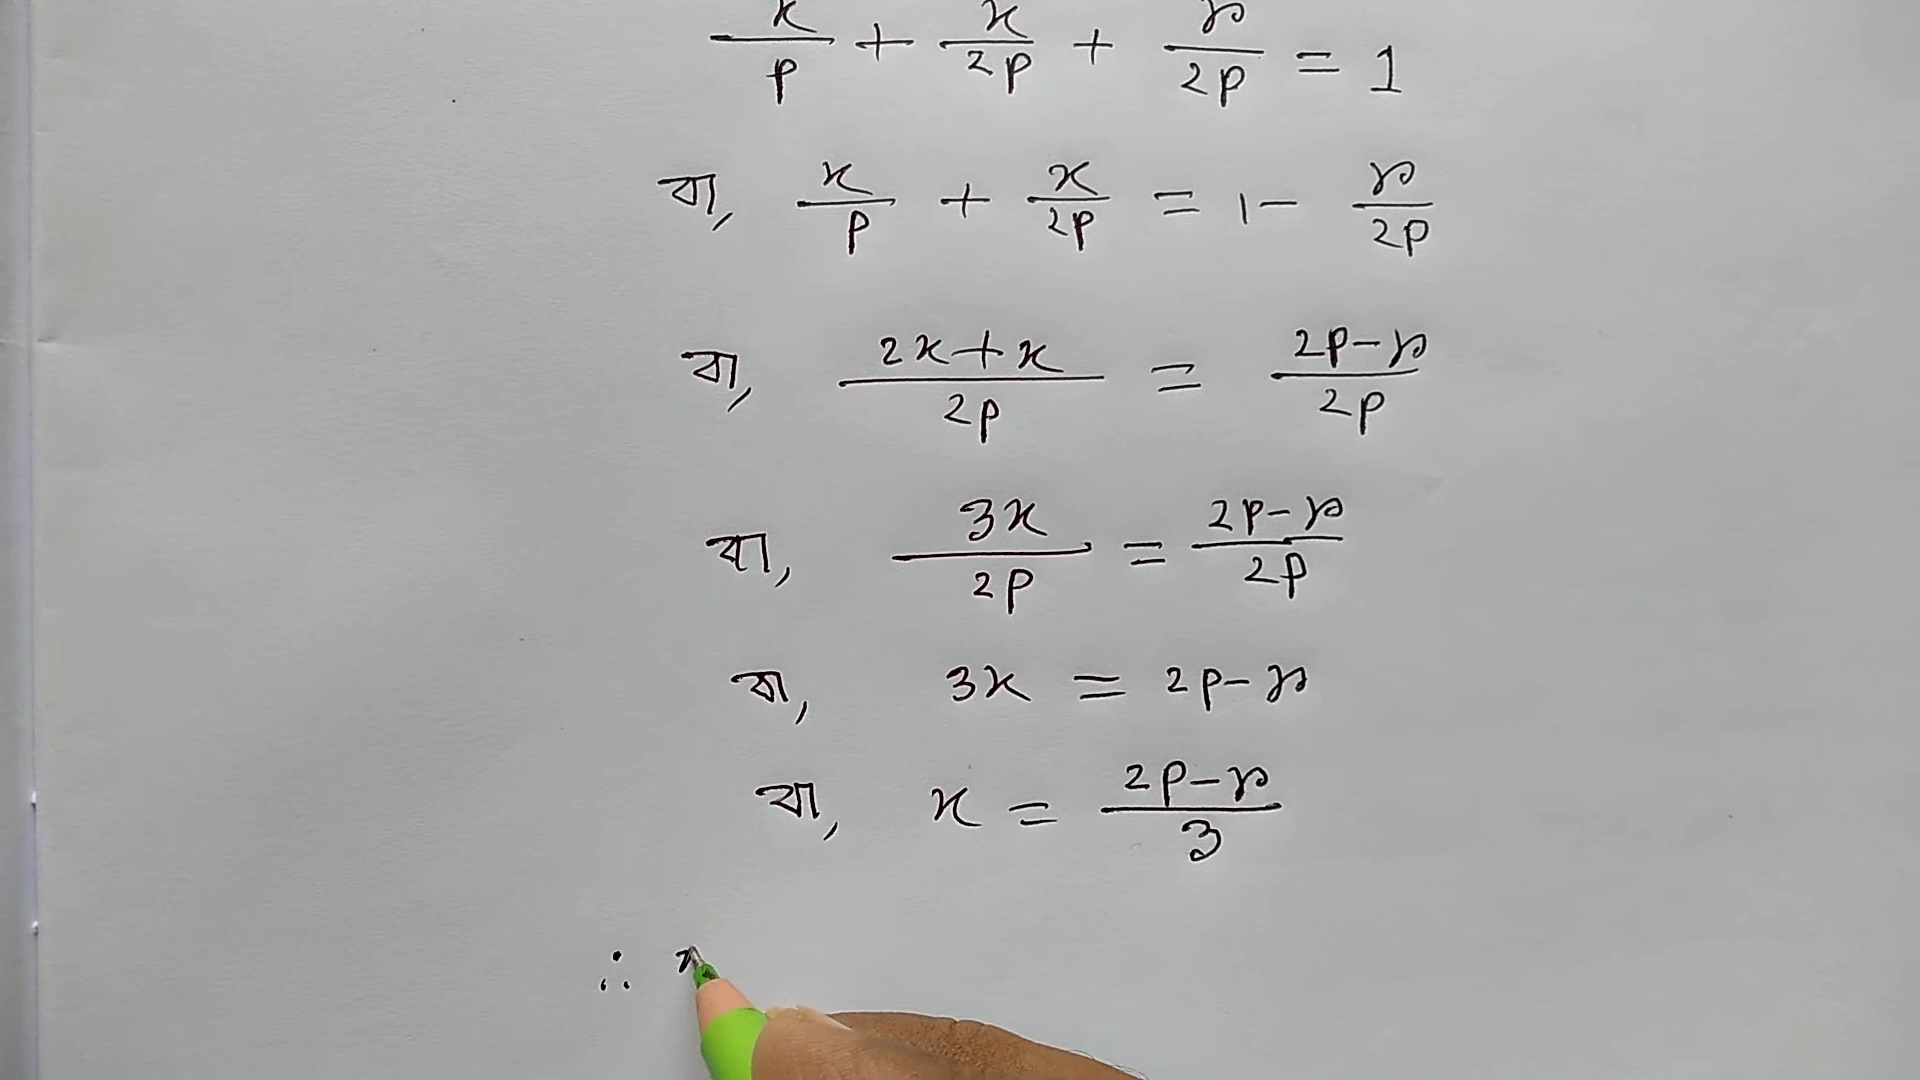 x/p + x/2p + r/2p = 1
বা, x/p + x/2p = 1 - r/2p
বা, 2x+x/2p = 2p-r/2p
বা, 3x/2p = 2p-r/2p
বা, 3x = 2p-r
বা, x = 2p-r/3
∴